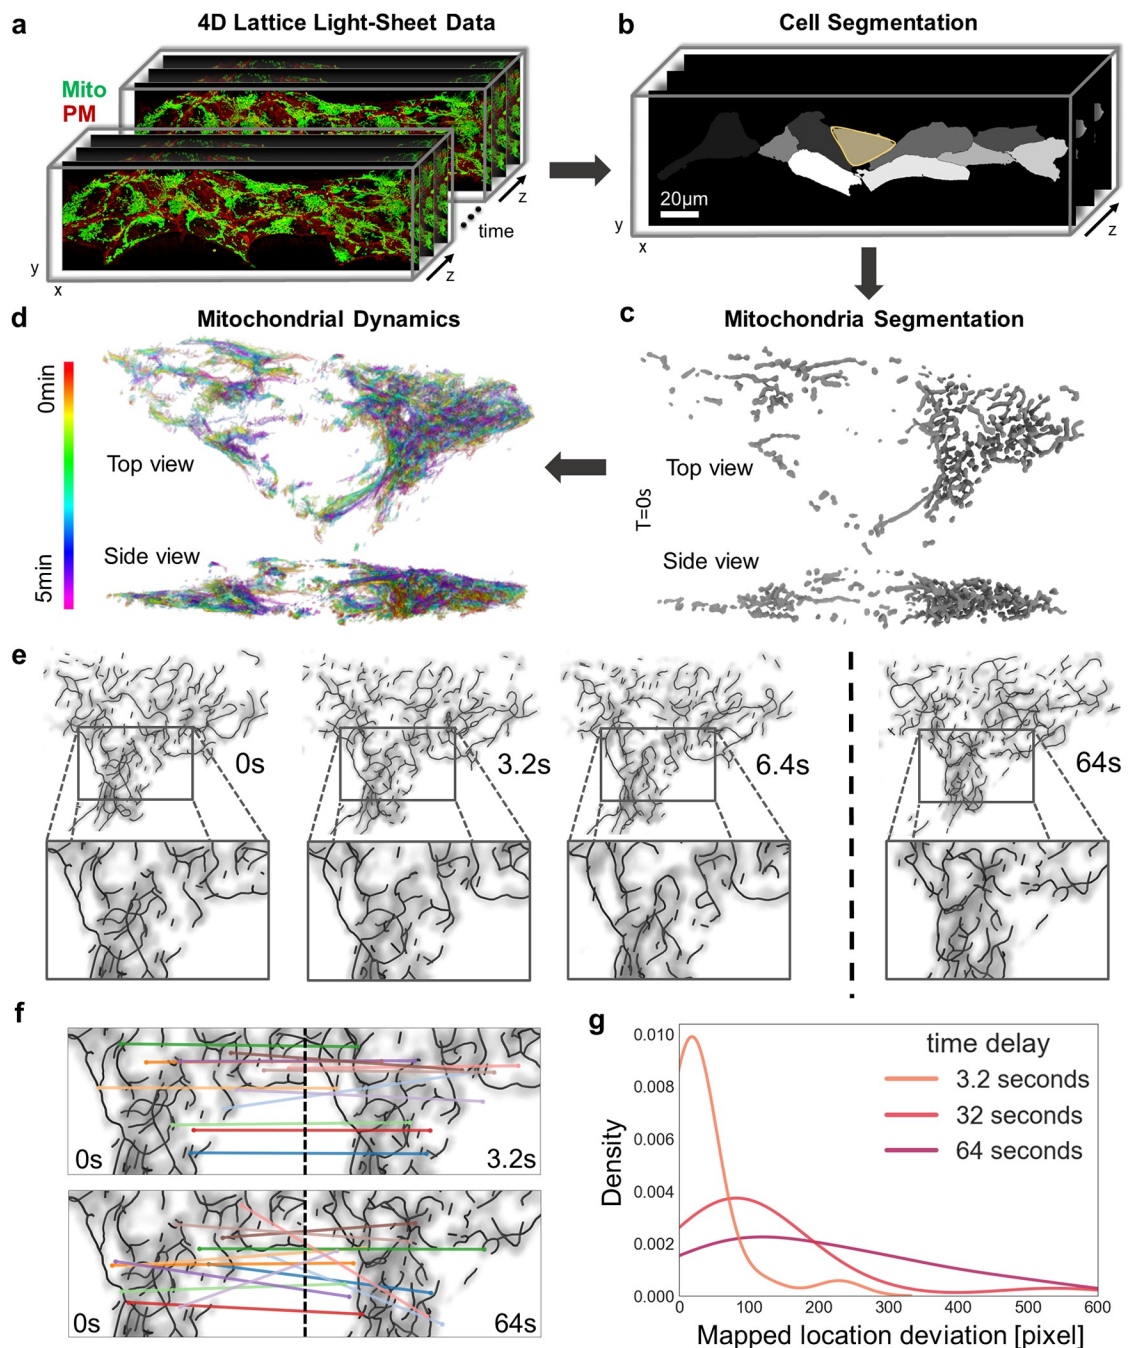 a
4D Lattice Light-Sheet Data
Mito
PM
z
time
z
y
x
b
Cell Segmentation
20μm
y
x
z
d
Mitochondrial Dynamics
0min
5min
Top view
Side view
c
Mitochondria Segmentation
Top view
T=0s
Side view
e
0s
3.2s
6.4s
64s
f
0s
3.2s
0s
64s
g
time delay
3.2 seconds
32 seconds
64 seconds
Density
0.010
0.008
0.006
0.004
0.002
0.000
0
100
200
300
400
500
600
Mapped location deviation [pixel]